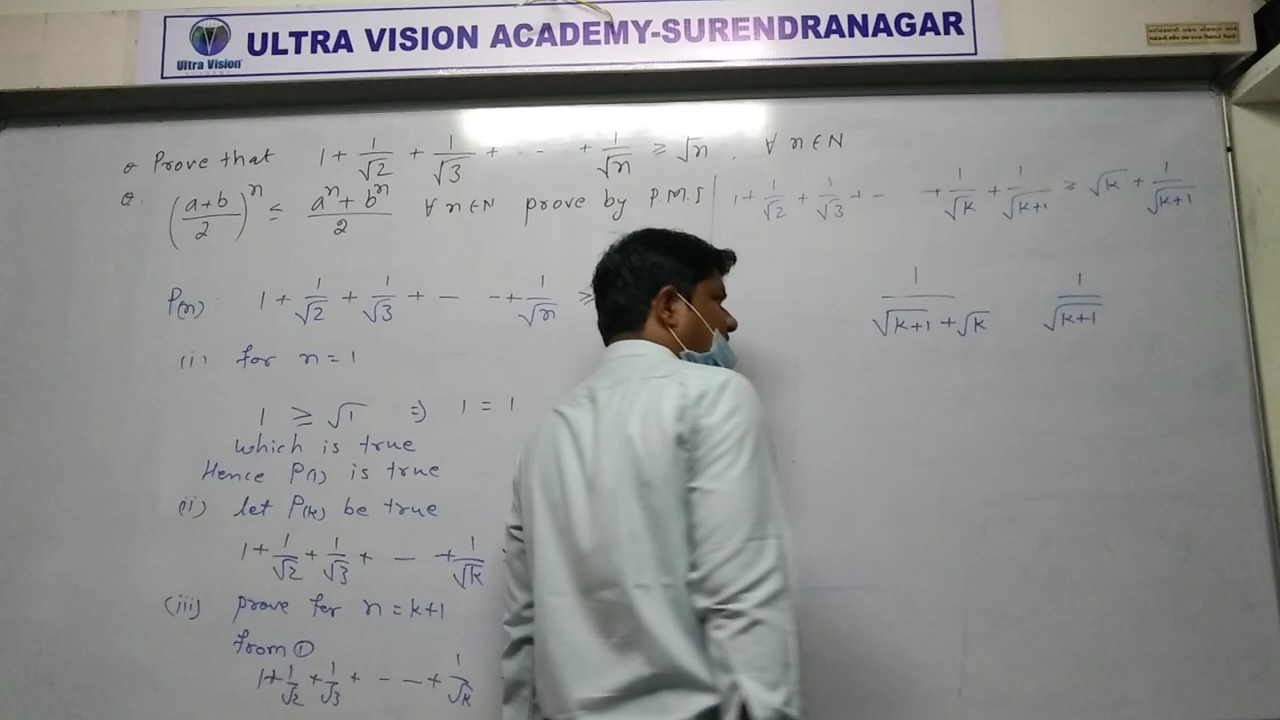 ULTRA VISION ACADEMY-SURENDRANAGAR
Ultra Vision
Prove that 1 + 1/√2 + 1/√3 + - - - + 1/√n ≥ √n . ∀ n ∈ N
((a+b)/2)^n ≤ (a^n + b^n)/2 ∀ n ∈ N prove by P.M.I
P(n) 1 + 1/√2 + 1/√3 + - - + 1/√n ≥
(i) for n = 1
1 ≥ √1 ⇒ 1 = 1
which is true
Hence P(1) is true
(ii) let P(k) be true
1 + 1/√2 + 1/√3 + - + 1/√k
(iii) prove for n = k+1
from ①
1 + 1/√2 + 1/√3 + - - + 1/√k
1 + 1/√2 + 1/√3 + - + 1/√k + 1/√k+1 ≥ √k + 1/√k+1
1/(√k+1 + √k) 1/√k+1